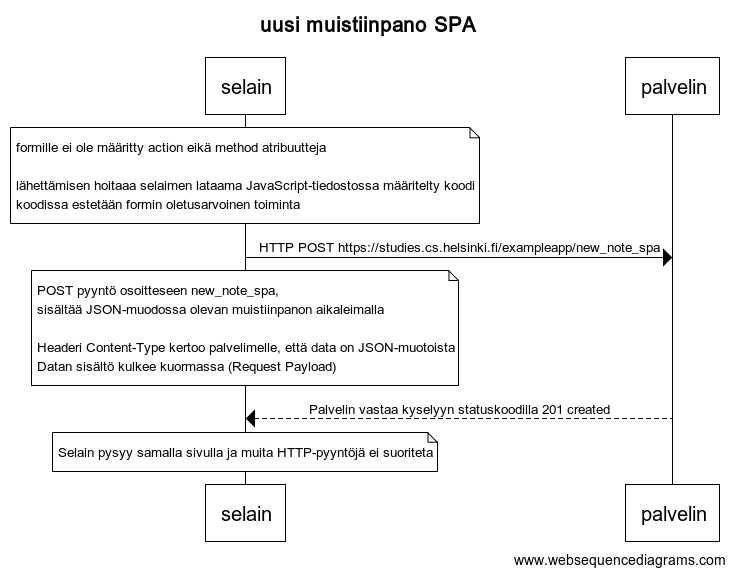 uusi muistiinpano SPA
selain
palvelin
formille ei ole määritty action eikä method atribuutteja
lähettämisen hoitaaa selaimen lataama JavaScript-tiedostossa määritelty koodi
koodissa estetään formin oletusarvoinen toiminta
HTTP POST https://studies.cs.helsinki.fi/exampleapp/new_note_spa
POST pyyntö osoitteseen new_note_spa,
sisältää JSON-muodossa olevan muistiinpanon aikaleimalla
Headeri Content-Type kertoo palvelimelle, että data on JSON-muotoista
Datan sisältö kulkee kuormassa (Request Payload)
Palvelin vastaa kyselyyn statuskoodilla 201 created
Selain pysyy samalla sivulla ja muita HTTP-pyyntöjä ei suoriteta
selain
palvelin
www.websequencediagrams.com